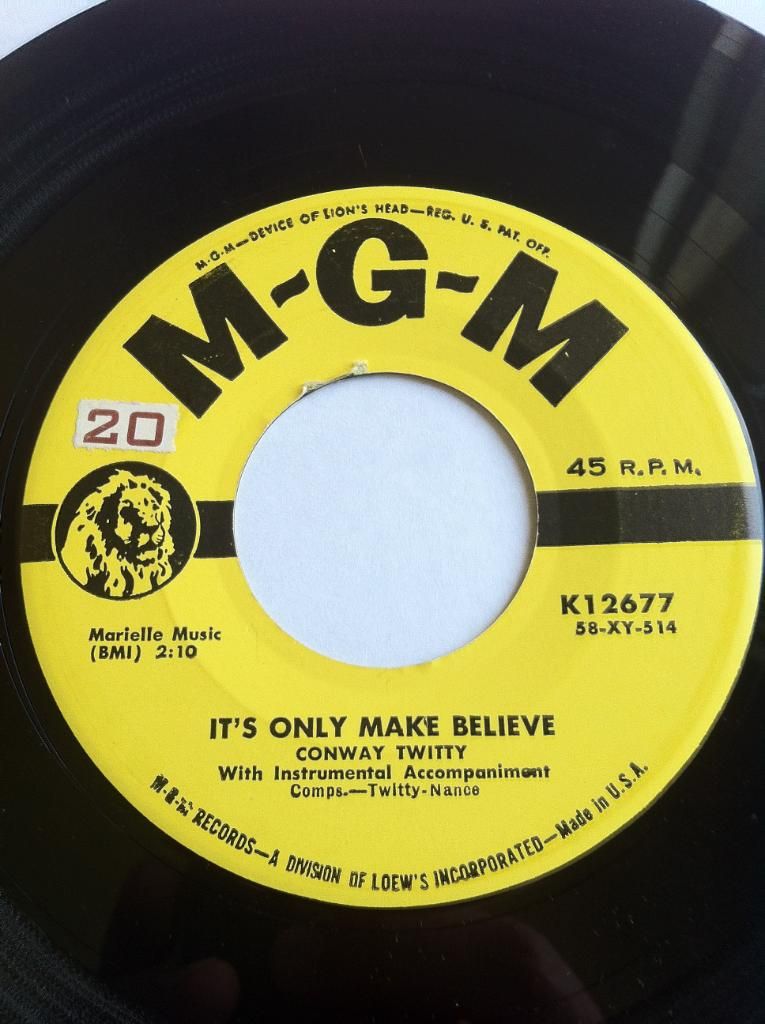 M-G-M—DEVICE OF LION'S HEAD—REG. U. S. PAT. OFF.
M-G-M
20
45 R.P.M.
K12677
58-XY-514
Marielle Music
(BMI) 2:10
IT'S ONLY MAKE BELIEVE
CONWAY TWITTY
With Instrumental Accompaniment
Comps.—Twitty-Nance
M-G-M RECORDS—A DIVISION OF LOEW'S INCORPORATED—Made in U.S.A.